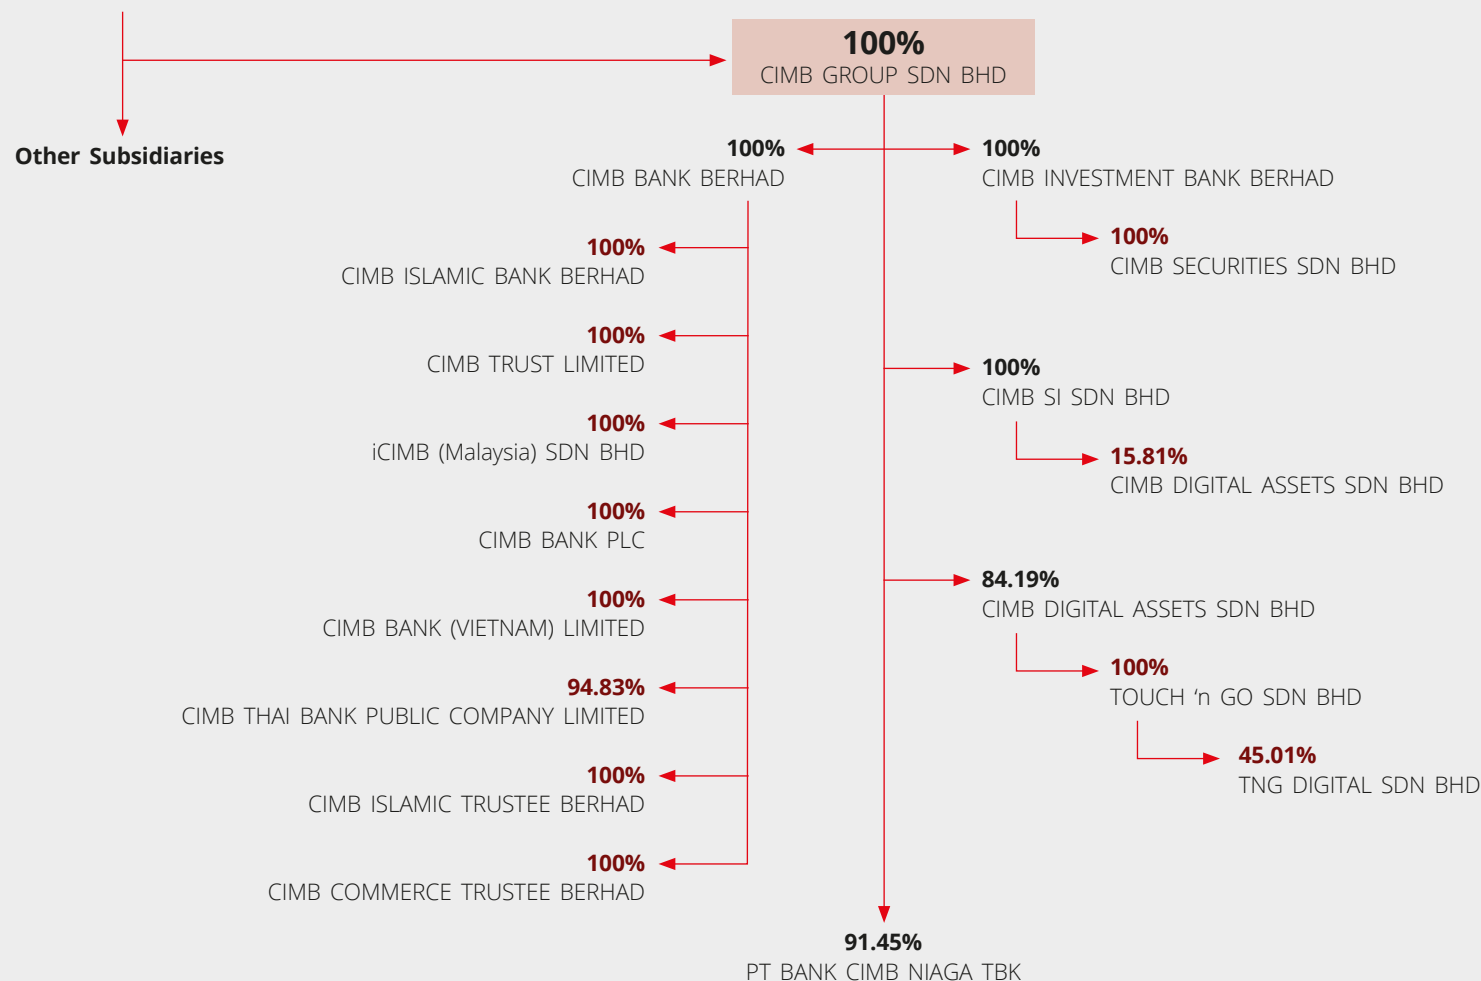 100%
CIMB GROUP SDN BHD
Other Subsidiaries
100%
CIMB BANK BERHAD
100%
CIMB ISLAMIC BANK BERHAD
100%
CIMB TRUST LIMITED
100%
iCIMB (Malaysia) SDN BHD
100%
CIMB BANK PLC
100%
CIMB BANK (VIETNAM) LIMITED
94.83%
CIMB THAI BANK PUBLIC COMPANY LIMITED
100%
CIMB ISLAMIC TRUSTEE BERHAD
100%
CIMB COMMERCE TRUSTEE BERHAD
100%
CIMB INVESTMENT BANK BERHAD
100%
CIMB SECURITIES SDN BHD
100%
CIMB SI SDN BHD
15.81%
CIMB DIGITAL ASSETS SDN BHD
84.19%
CIMB DIGITAL ASSETS SDN BHD
100%
TOUCH ‘n GO SDN BHD
45.01%
TNG DIGITAL SDN BHD
91.45%
PT BANK CIMB NIAGA TBK